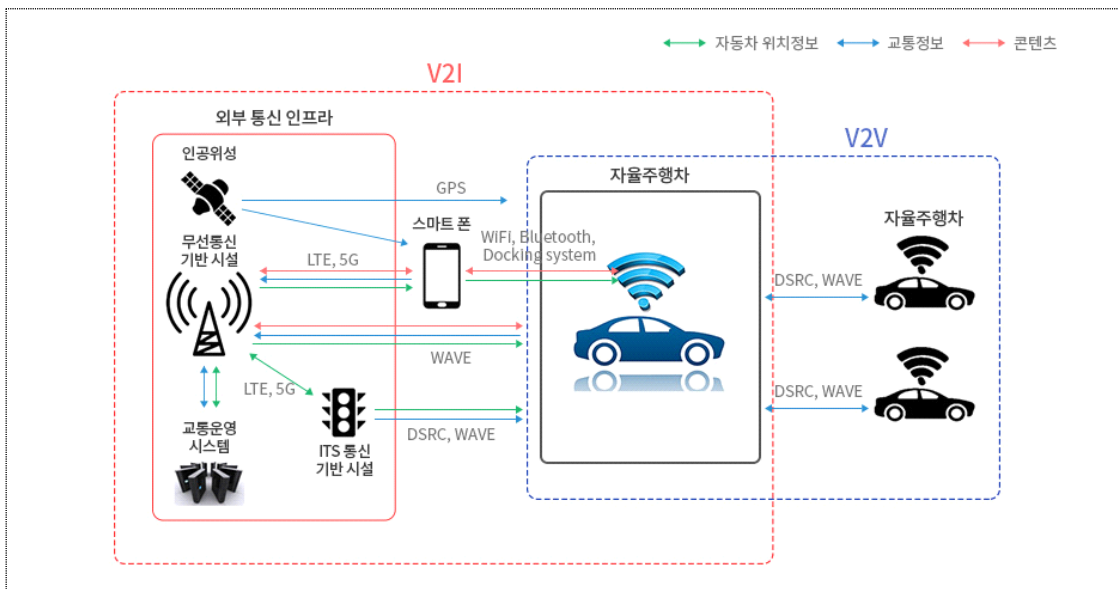 자동차 위치정보
교통정보
콘텐츠
V2I
외부 통신 인프라
V2V
인공위성
자율주행차
GPS
스마트 폰
자율주행차
무선통신
기반 시설
WiFi, Bluetooth,
Docking system
LTE, 5G
DSRC, WAVE
WAVE
LTE, 5G
DSRC, WAVE
교통운영
시스템
DSRC, WAVE
ITS 통신
기반 시설